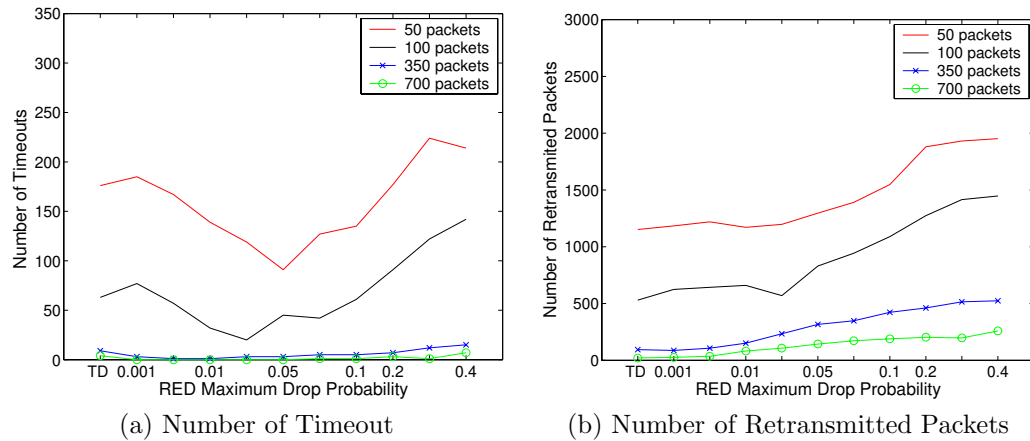 350
300
250
200
150
100
50
0
Number of Timeouts
50 packets
100 packets
350 packets
700 packets
TD 0.001 0.01 0.05 0.1 0.2 0.4
RED Maximum Drop Probability
(a) Number of Timeout
3000
2500
2000
1500
1000
500
0
Number of Retransmited Packets
50 packets
100 packets
350 packets
700 packets
TD 0.001 0.01 0.05 0.1 0.2 0.4
RED Maximum Drop Probability
(b) Number of Retransmitted Packets